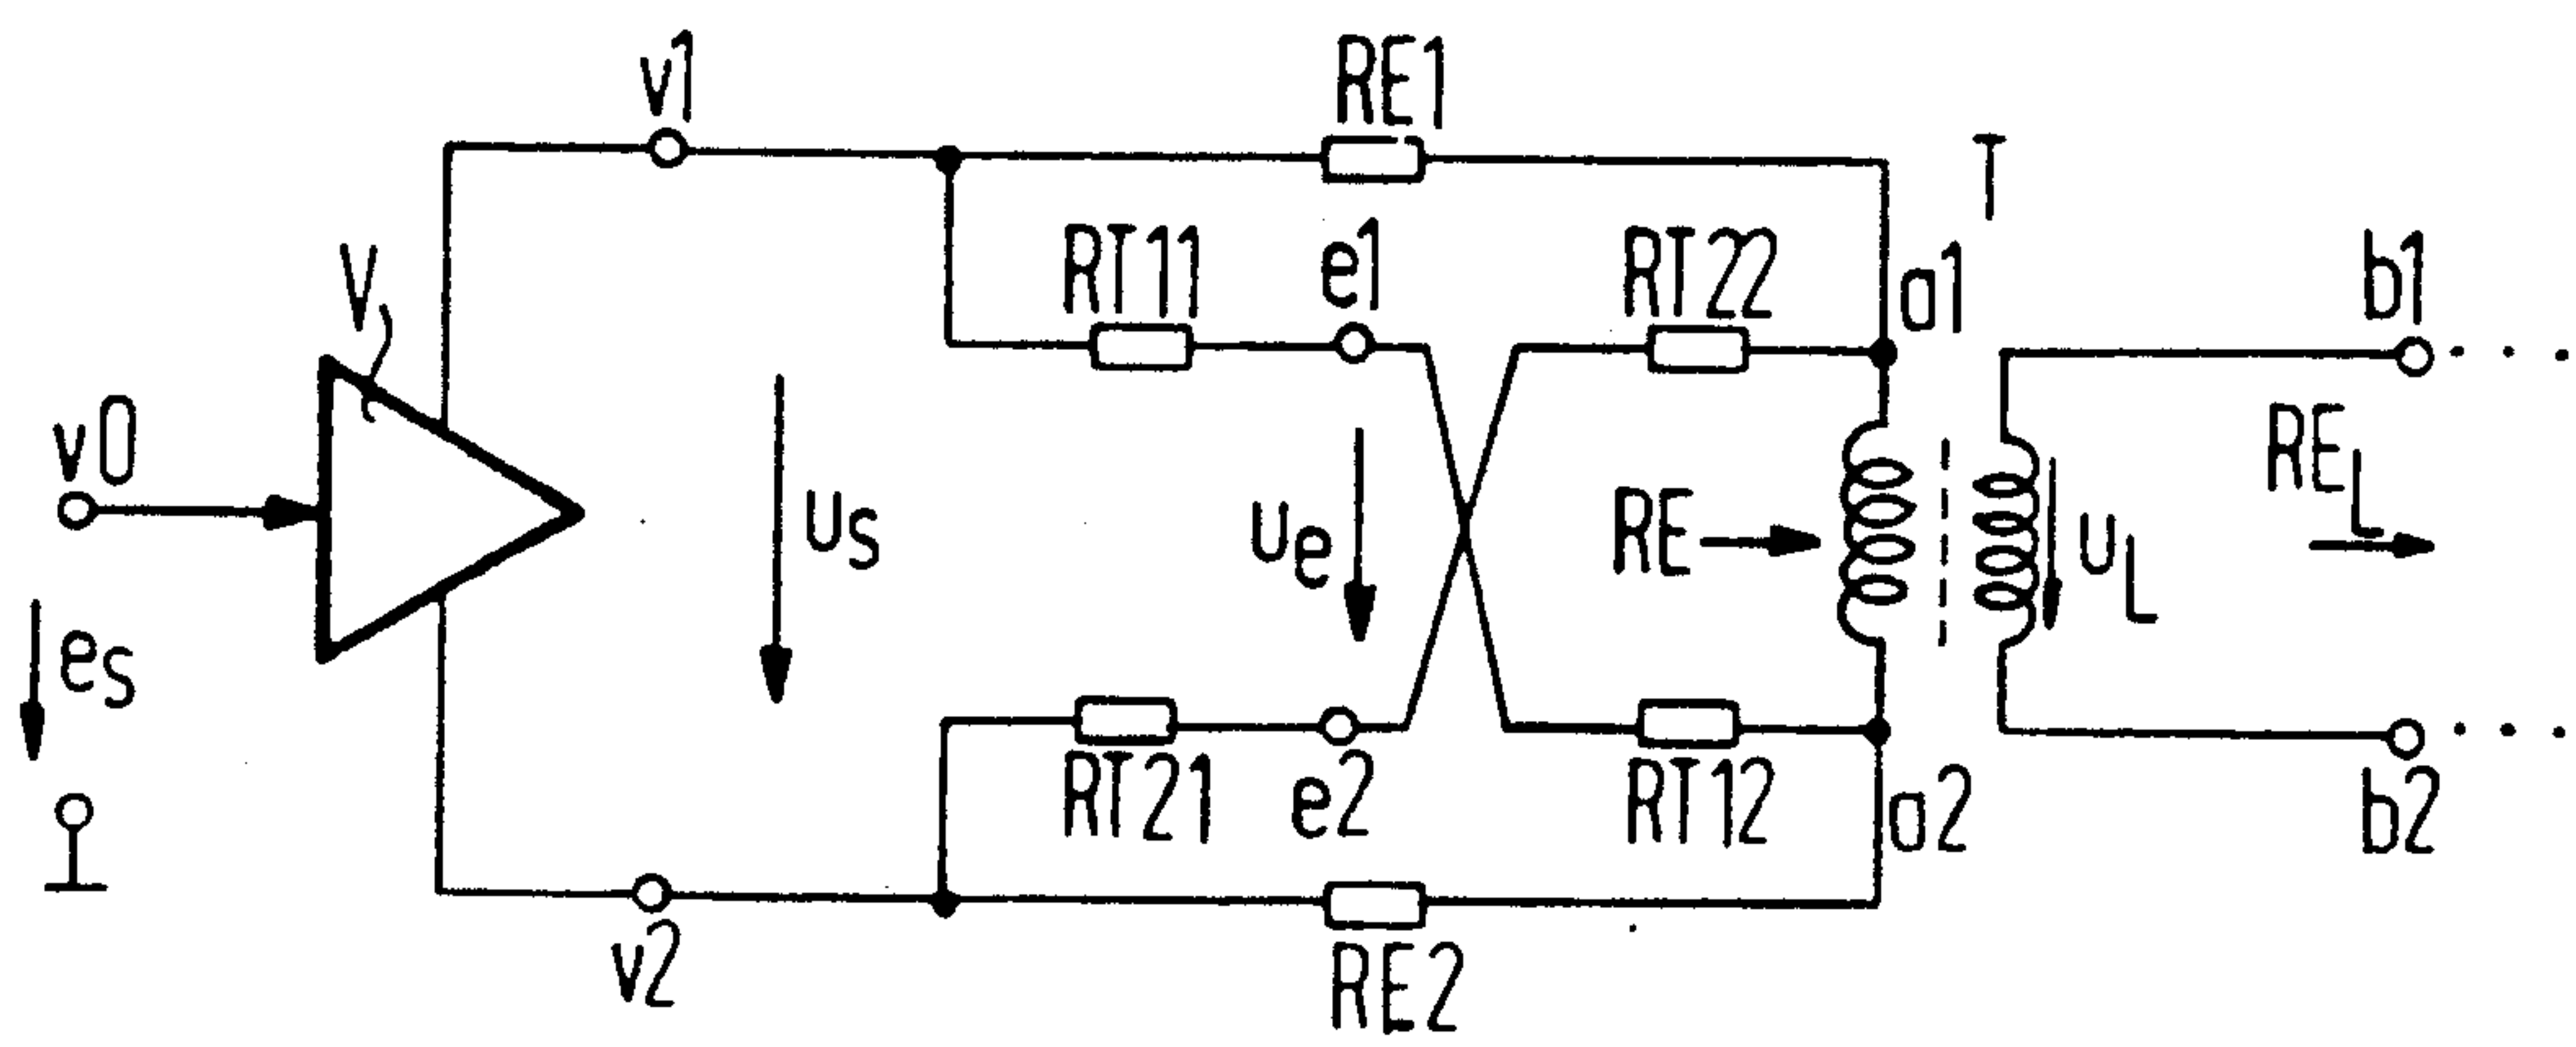 v1
RE1
T
V
RT11
e1
RT22
a1
b1
v0
us
ue
RE
uL
REL
es
RT21
e2
RT12
a2
b2
v2
RE2